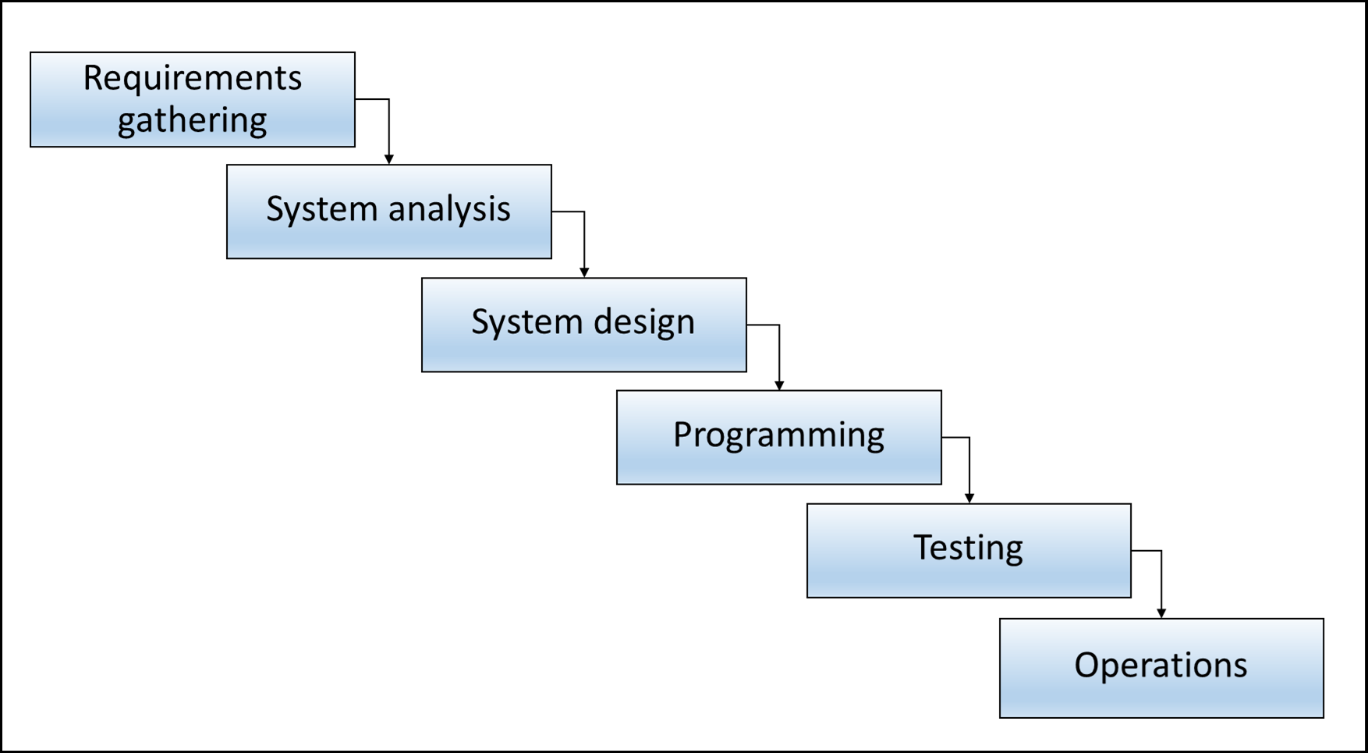 Requirements
gathering
System analysis
System design
Programming
Testing
Operations